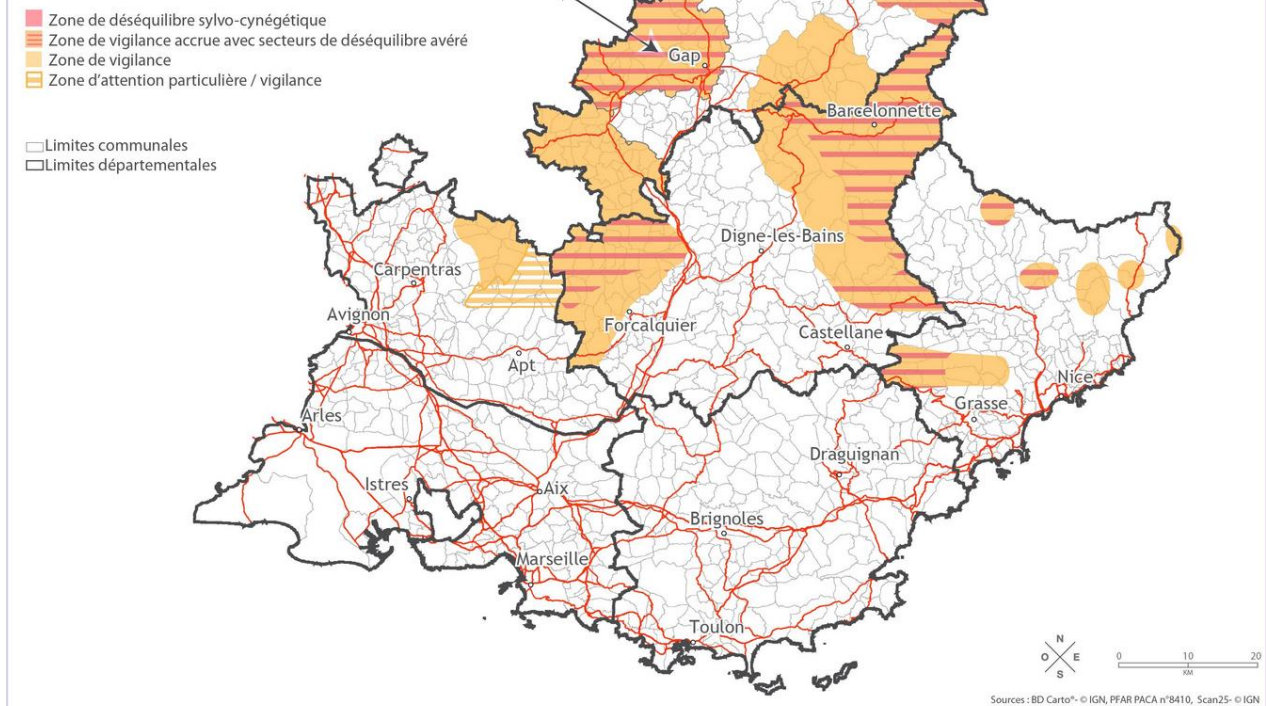 Zone de déséquilibre sylvo-cynégétique
Zone de vigilance accrue avec secteurs de déséquilibre avéré
Zone de vigilance
Zone d'attention particulière / vigilance
Limites communales
Limites départementales
Gap
Barcelonnette
Digne-les-Bains
Carpentras
Avignon
Forcalquier
Castellane
Apt
Nice
Grasse
Arles
Draguignan
Istres
Aix
Brignoles
Marseille
Toulon
N
O E
S
0 10 20
KM
Sources : BD Carto®- © IGN, PFAR PACA n°8410, Scan25- © IGN